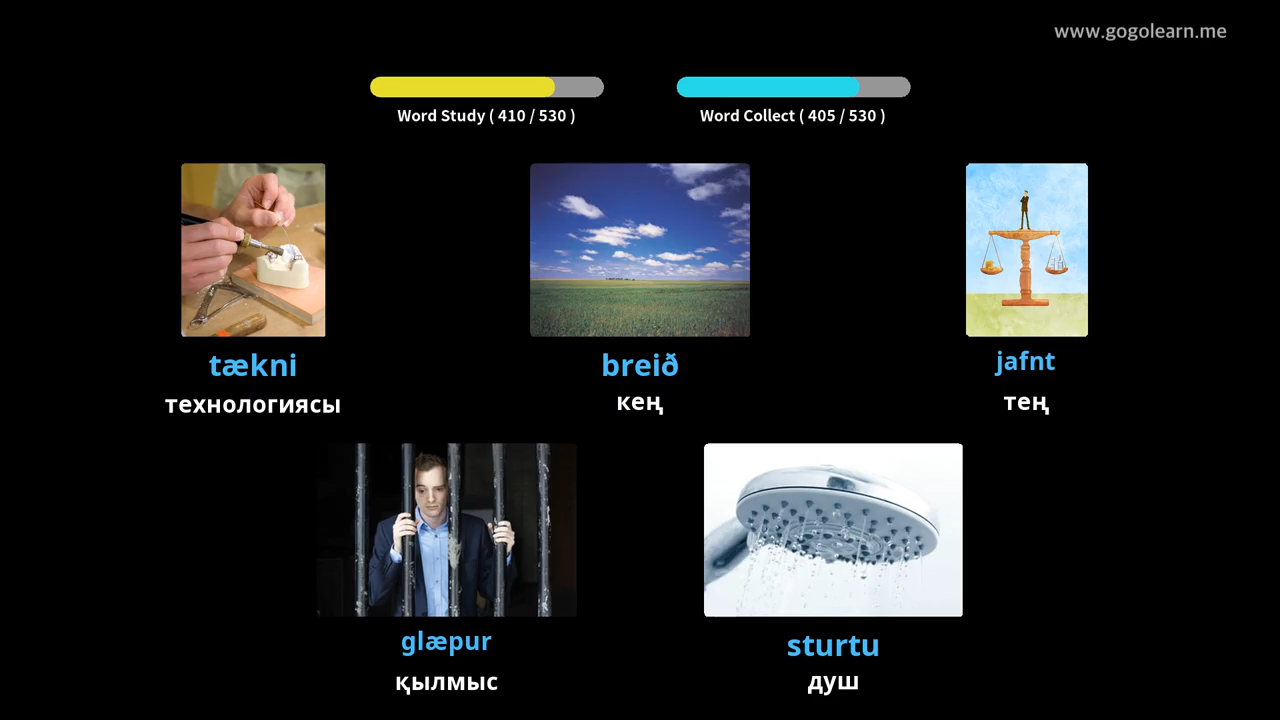 www.gogolearn.me
Word Study ( 410 / 530 )
Word Collect ( 405 / 530 )
tækni
технологиясы
breið
кең
jafnt
тең
glæpur
қылмыс
sturtu
душ